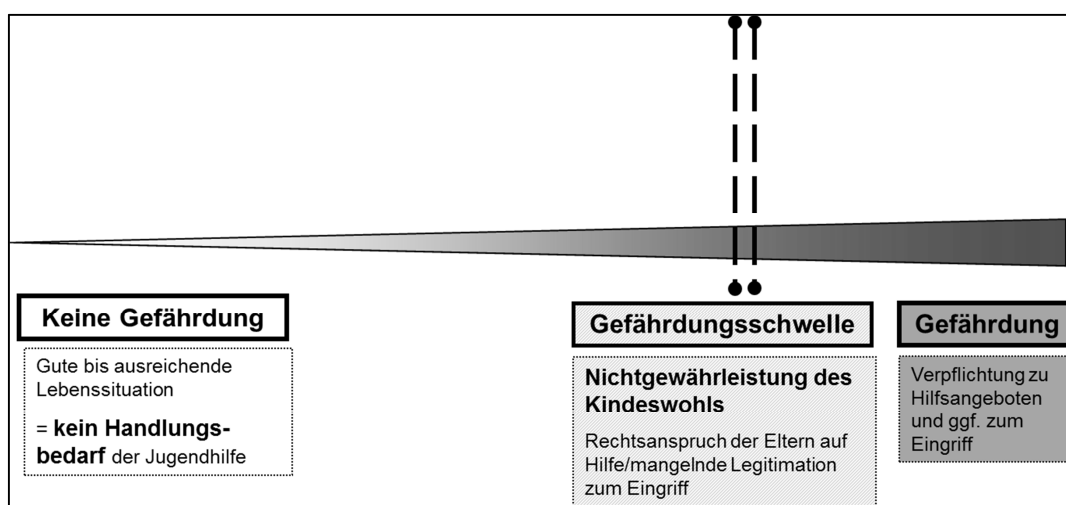 Keine Gefährdung
Gute bis ausreichende
Lebenssituation
= kein Handlungs-
bedarf der Jugendhilfe
Gefährdungsschwelle
Nichtgewährleistung des
Kindeswohls
Rechtsanspruch der Eltern auf
Hilfe/mangelnde Legitimation
zum Eingriff
Gefährdung
Verpflichtung zu
Hilfsangeboten
und ggf. zum
Eingriff